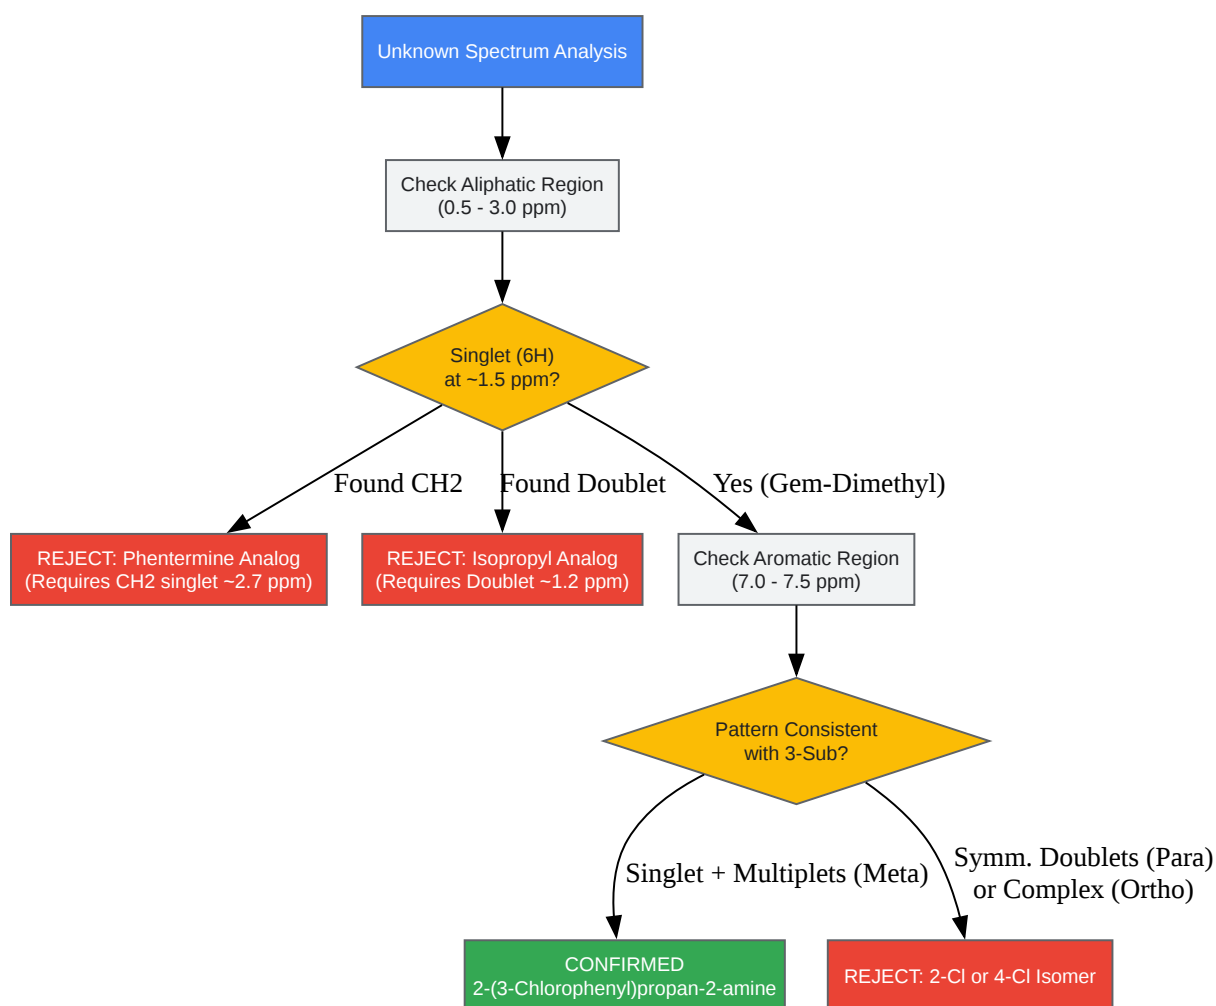 Unknown Spectrum Analysis
Check Aliphatic Region
(0.5 - 3.0 ppm)
Singlet (6H)
at ~1.5 ppm?
Found CH2
Found Doublet
Yes (Gem-Dimethyl)
REJECT: Phentermine Analog
(Requires CH2 singlet ~2.7 ppm)
REJECT: Isopropyl Analog
(Requires Doublet ~1.2 ppm)
Check Aromatic Region
(7.0 - 7.5 ppm)
Pattern Consistent
with 3-Sub?
Singlet + Multiplets (Meta)
Symm. Doublets (Para)
or Complex (Ortho)
CONFIRMED
2-(3-Chlorophenyl)propan-2-amine
REJECT: 2-Cl or 4-Cl Isomer